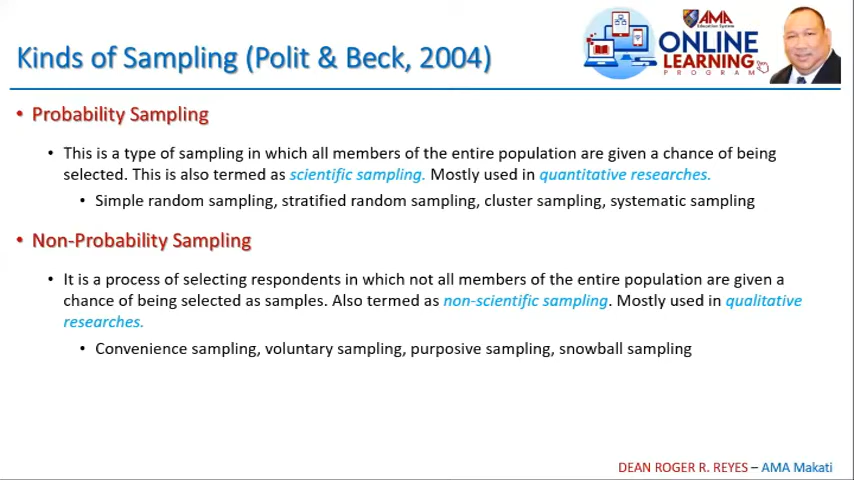 Kinds of Sampling (Polit & Beck, 2004)
AMA
Education System
ONLINE
LEARNING
PROGRAM
• Probability Sampling
• This is a type of sampling in which all members of the entire population are given a chance of being
selected. This is also termed as scientific sampling. Mostly used in quantitative researches.
• Simple random sampling, stratified random sampling, cluster sampling, systematic sampling
• Non-Probability Sampling
• It is a process of selecting respondents in which not all members of the entire population are given a
chance of being selected as samples. Also termed as non-scientific sampling. Mostly used in qualitative
researches.
• Convenience sampling, voluntary sampling, purposive sampling, snowball sampling
DEAN ROGER R. REYES – AMA Makati